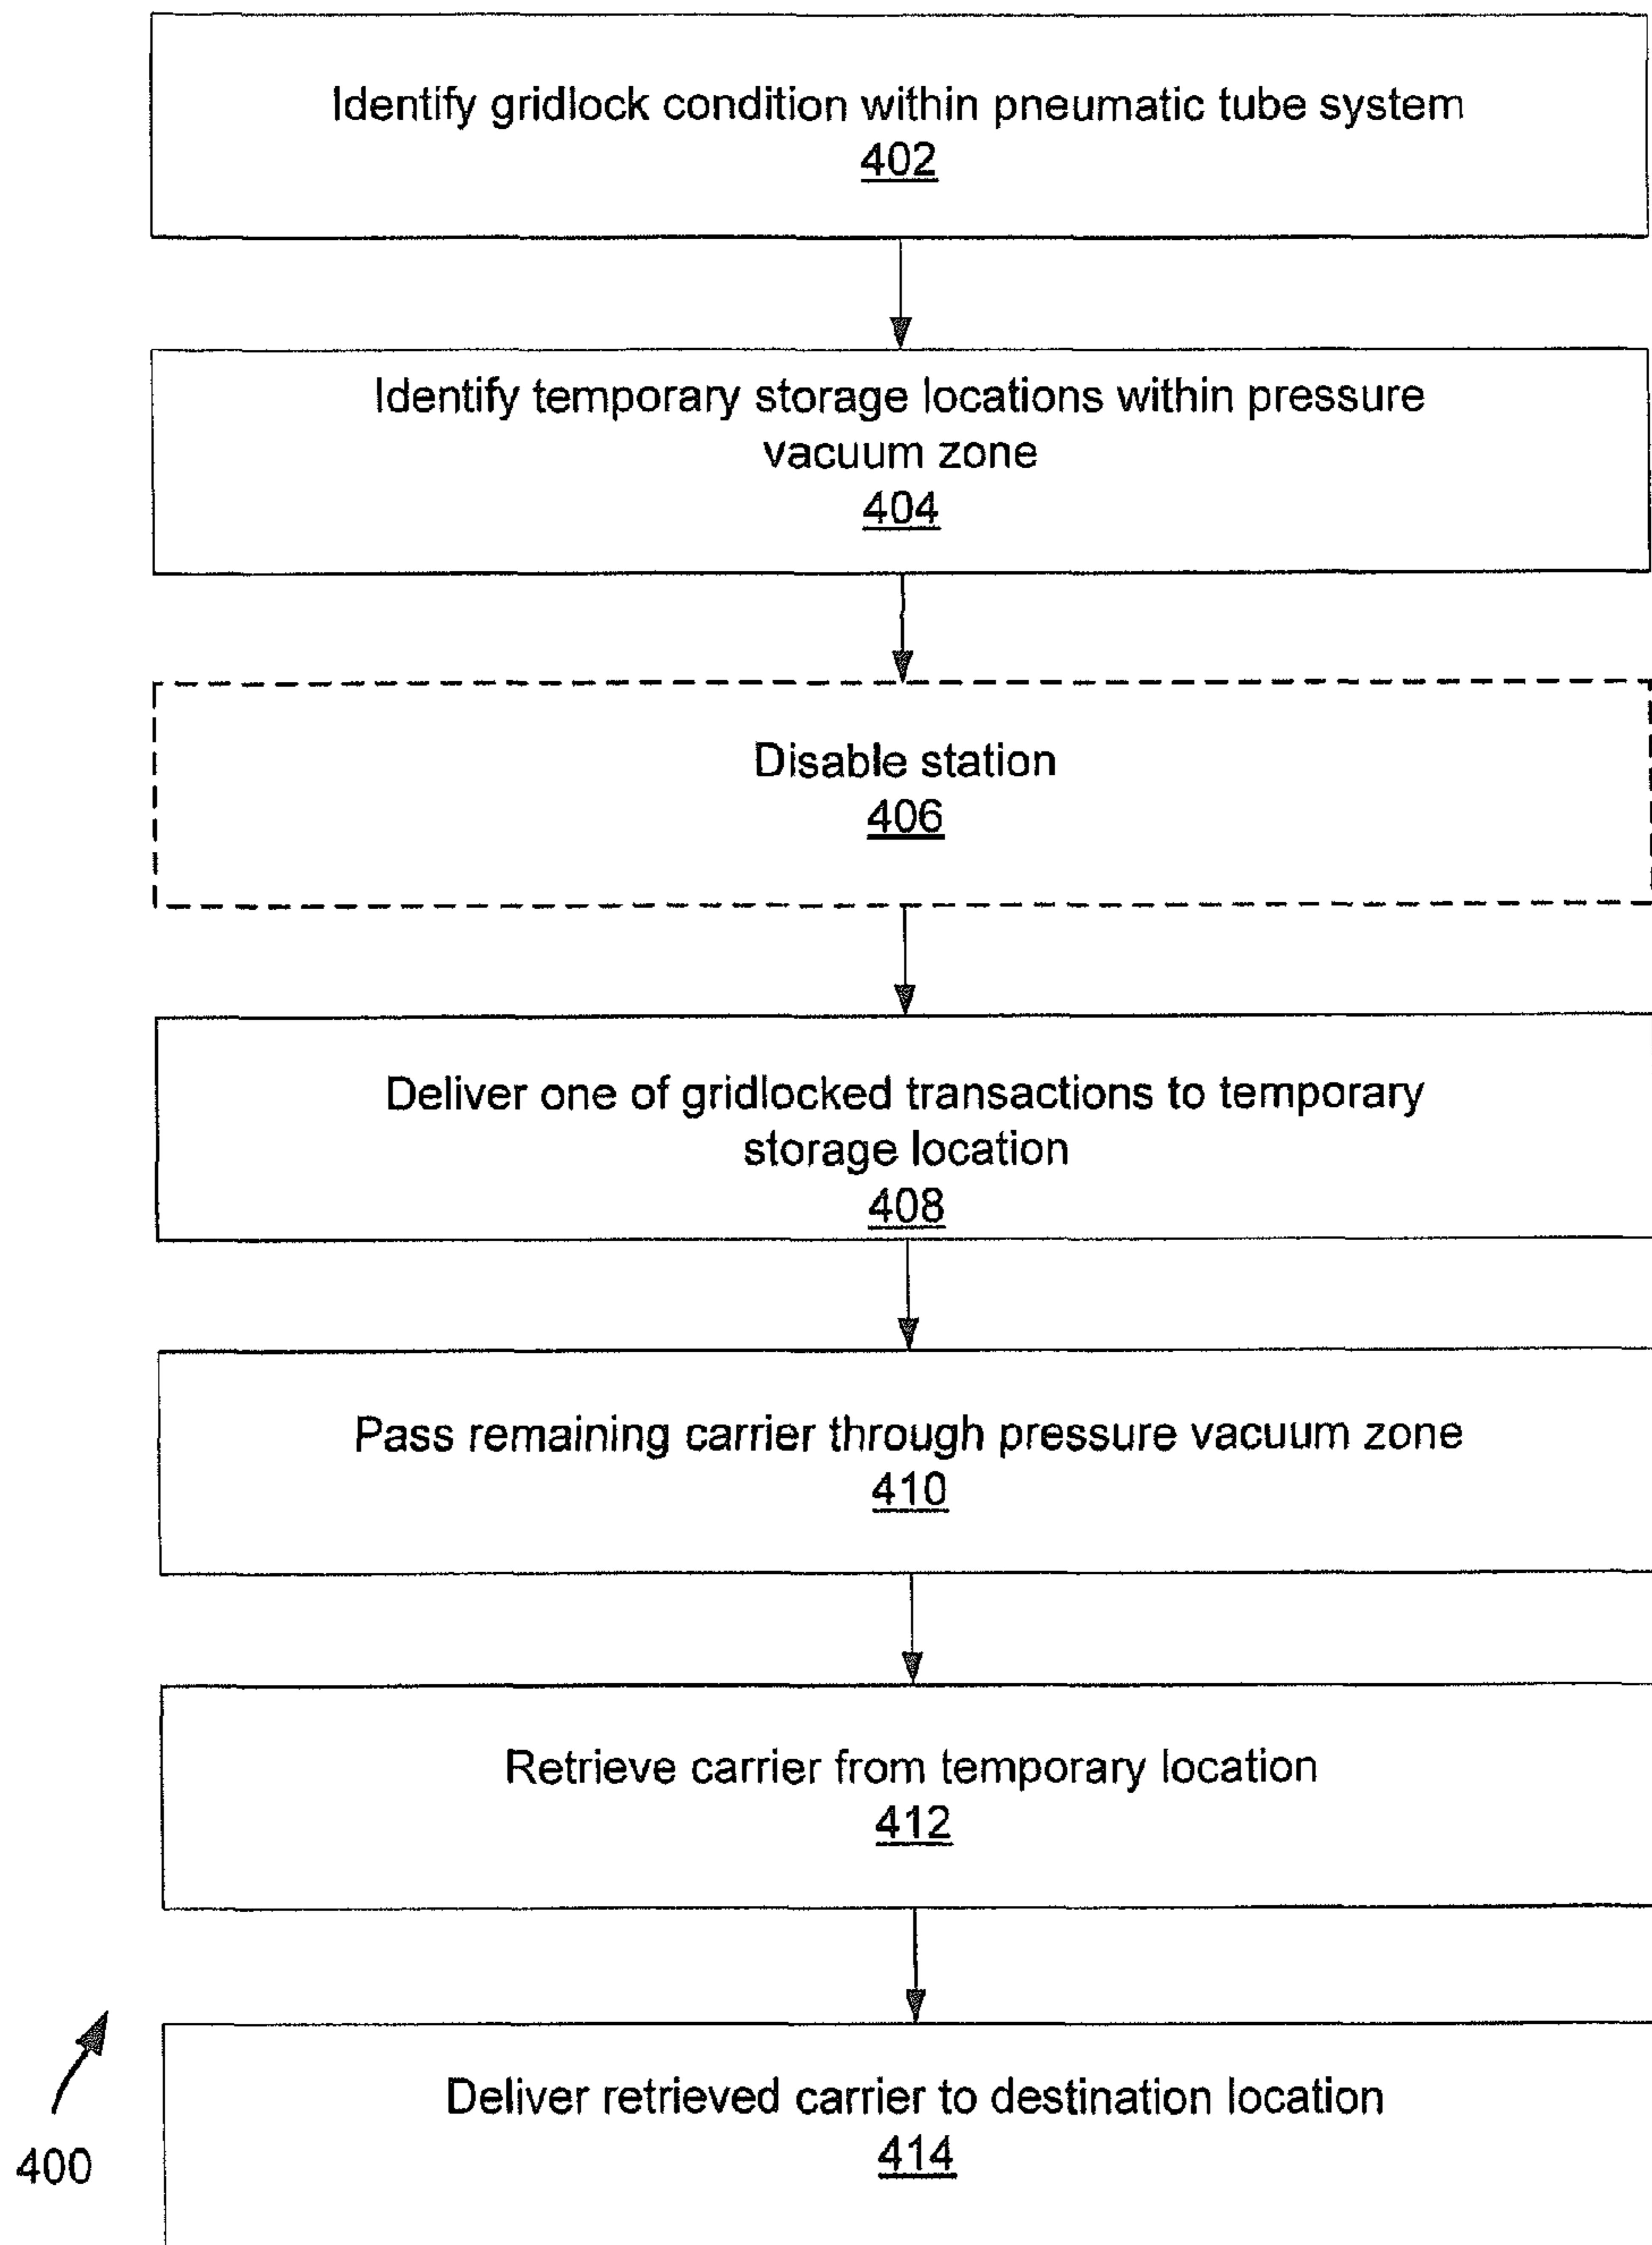 Identify gridlock condition within pneumatic tube system
402
Identify temporary storage locations within pressure
vacuum zone
404
Disable station
406
Deliver one of gridlocked transactions to temporary
storage location
408
Pass remaining carrier through pressure vacuum zone
410
Retrieve carrier from temporary location
412
Deliver retrieved carrier to destination location
414
400